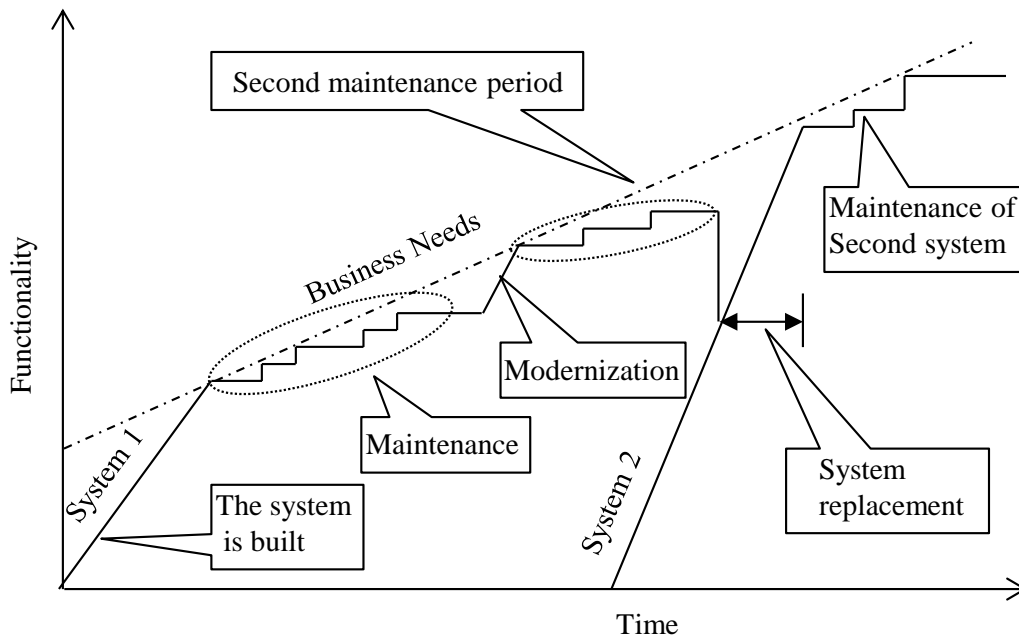 Second maintenance period
Maintenance of
Second system
Business Needs
Functionality
Modernization
Maintenance
System 1
System 2
The system
is built
System
replacement
Time